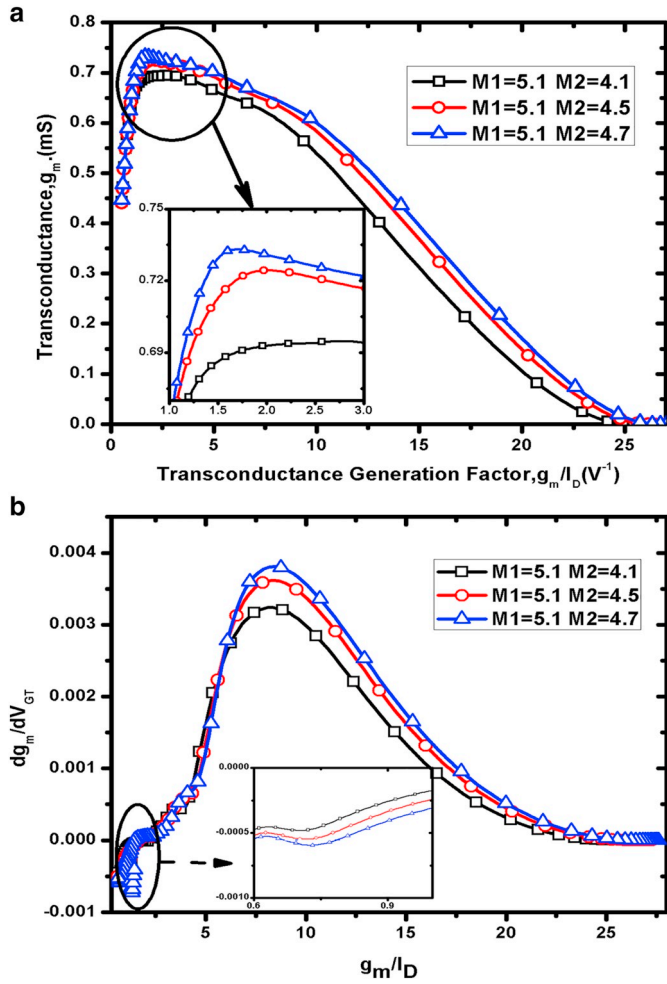 a
0.8
0.7
0.6
0.5
0.4
0.3
0.2
0.1
0.0
Transconductance,gm.(mS)
M1=5.1 M2=4.1
M1=5.1 M2=4.5
M1=5.1 M2=4.7
0.75
0.72
0.69
1.0 1.5 2.0 2.5 3.0
0 5 10 15 20 25
Transconductance Generation Factor,gm/ID(V-1)
b
0.004
0.003
0.002
0.001
0.000
-0.001
dgm/dVGT
M1=5.1 M2=4.1
M1=5.1 M2=4.5
M1=5.1 M2=4.7
0.0000
-0.0005
-0.0010
0.6 0.9
5 10 15 20 25
gm/ID